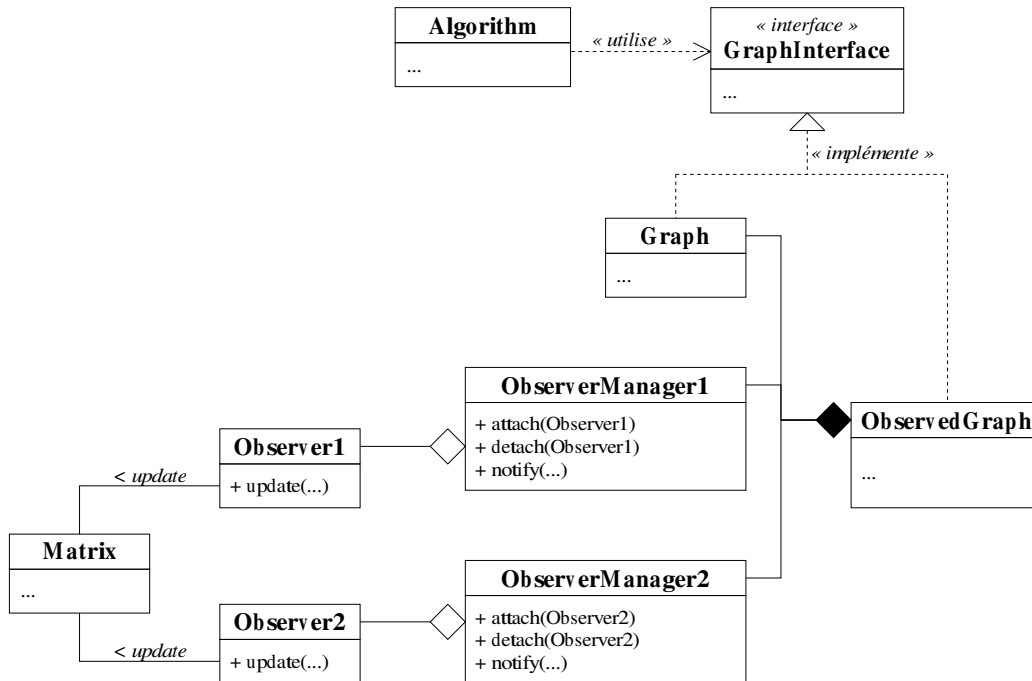 Algorithm
...
« utilise »
« interface »
GraphInterface
...
« implémente »
Graph
...
ObserverManager1
+ attach(Observer1)
+ detach(Observer1)
+ notify(...)
ObservedGraph
...
Observer1
+ update(...)
< update
Matrix
...
ObserverManager2
+ attach(Observer2)
+ detach(Observer2)
+ notify(...)
Observer2
+ update(...)
< update